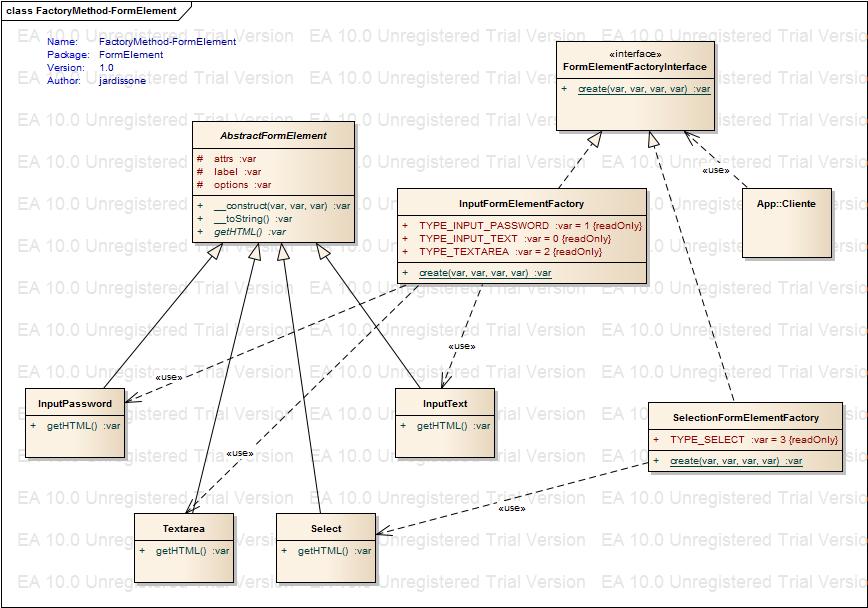 class FactoryMethod-FormElement
Name: FactoryMethod-FormElement
Package: FormElement
Version: 1.0
Author: jardissone
«interface»
FormElementFactoryInterface
+ create(var, var, var, var) :var
AbstractFormElement
# attrs :var
# label :var
# options :var
+ __construct(var, var, var) :var
+ __toString() :var
+ getHTML() :var
«use»
App::Cliente
InputFormElementFactory
+ TYPE_INPUT_PASSWORD :var = 1 {readOnly}
+ TYPE_INPUT_TEXT :var = 0 {readOnly}
+ TYPE_TEXTAREA :var = 2 {readOnly}
+ create(var, var, var, var) :var
«use»
«use»
InputPassword
+ getHTML() :var
InputText
+ getHTML() :var
SelectionFormElementFactory
+ TYPE_SELECT :var = 3 {readOnly}
+ create(var, var, var, var) :var
«use»
«use»
Textarea
+ getHTML() :var
Select
+ getHTML() :var
EA 10.0 Unregistered Trial Version